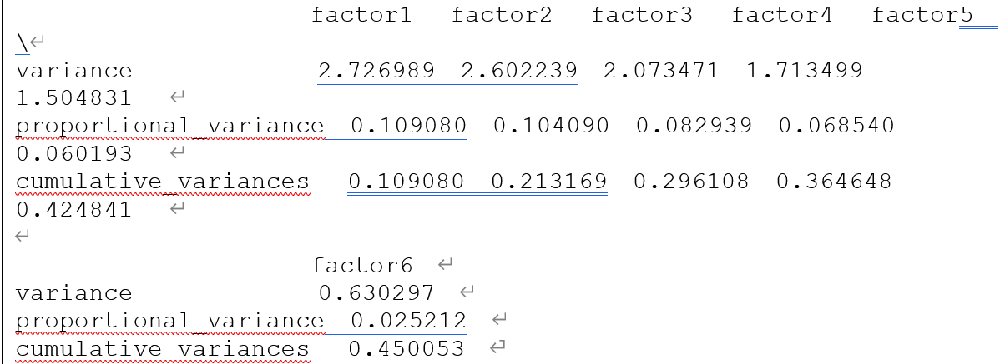 factor1 factor2 factor3 factor4 factor5
\
variance 2.726989 2.602239 2.073471 1.713499
1.504831
proportional_variance 0.109080 0.104090 0.082939 0.068540
0.060193
cumulative_variances 0.109080 0.213169 0.296108 0.364648
0.424841
factor6
variance 0.630297
proportional_variance 0.025212
cumulative_variances 0.450053